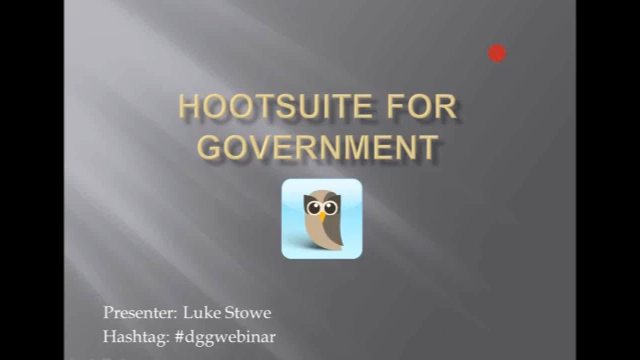 HOOTSUITE FOR
GOVERNMENT
Presenter: Luke Stowe
Hashtag: #dggwebinar